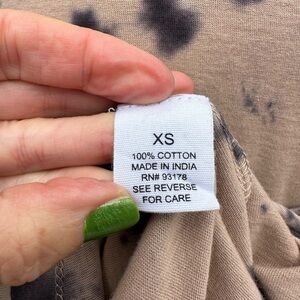 XS
100% COTTON
MADE IN INDIA
RN# 93178
SEE REVERSE
FOR CARE